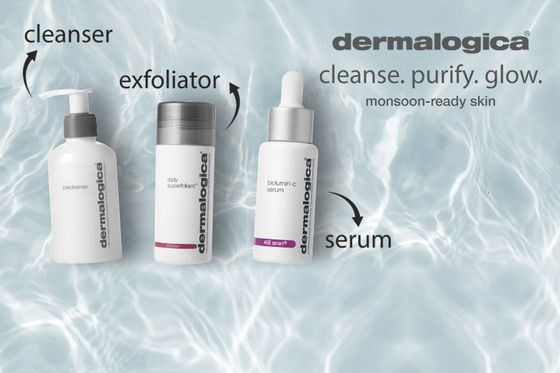 cleanser
exfoliator
serum
dermalogica®
cleanse. purify. glow.
monsoon-ready skin
precleanse
dermalogica
daily
superfoliant™
dermalogica
biolumin-c
serum
AGE smart®
dermalogica